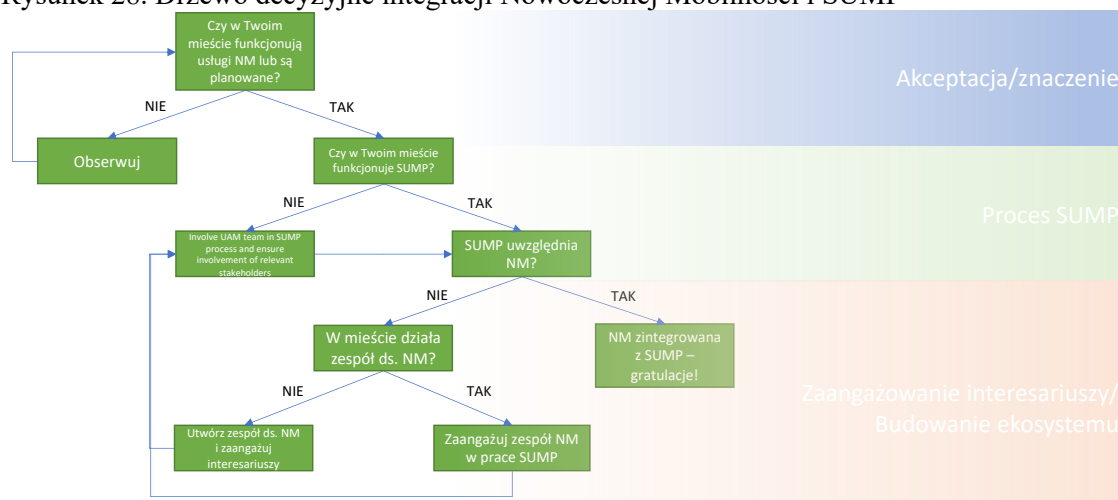 Rysunek 28. Drzewo decyzyjne integracji Nowoczesnej Mobilności i SUMP
Czy w Twoim
mieście funkcjonują
usługi NM lub są
planowane?
Akceptacja/znaczenie
NIE
TAK
Obserwuj
Czy w Twoim mieście
funkcjonuje SUMP?
NIE
TAK
Proces SUMP
Involve UAM team in SUMP
process and ensure
involvement of relevant
stakeholders
SUMP uwzględnia
NM?
NIE
TAK
W mieście działa
zespół ds. NM?
NM zintegrowana
z SUMP –
gratulacje!
NIE
TAK
Zaangażowanie interesariuszy/
Budowanie ekosystemu
Utwórz zespół ds. NM
i zaangażuj
interesariuszy
Zaangażuj zespół NM
w prace SUMP